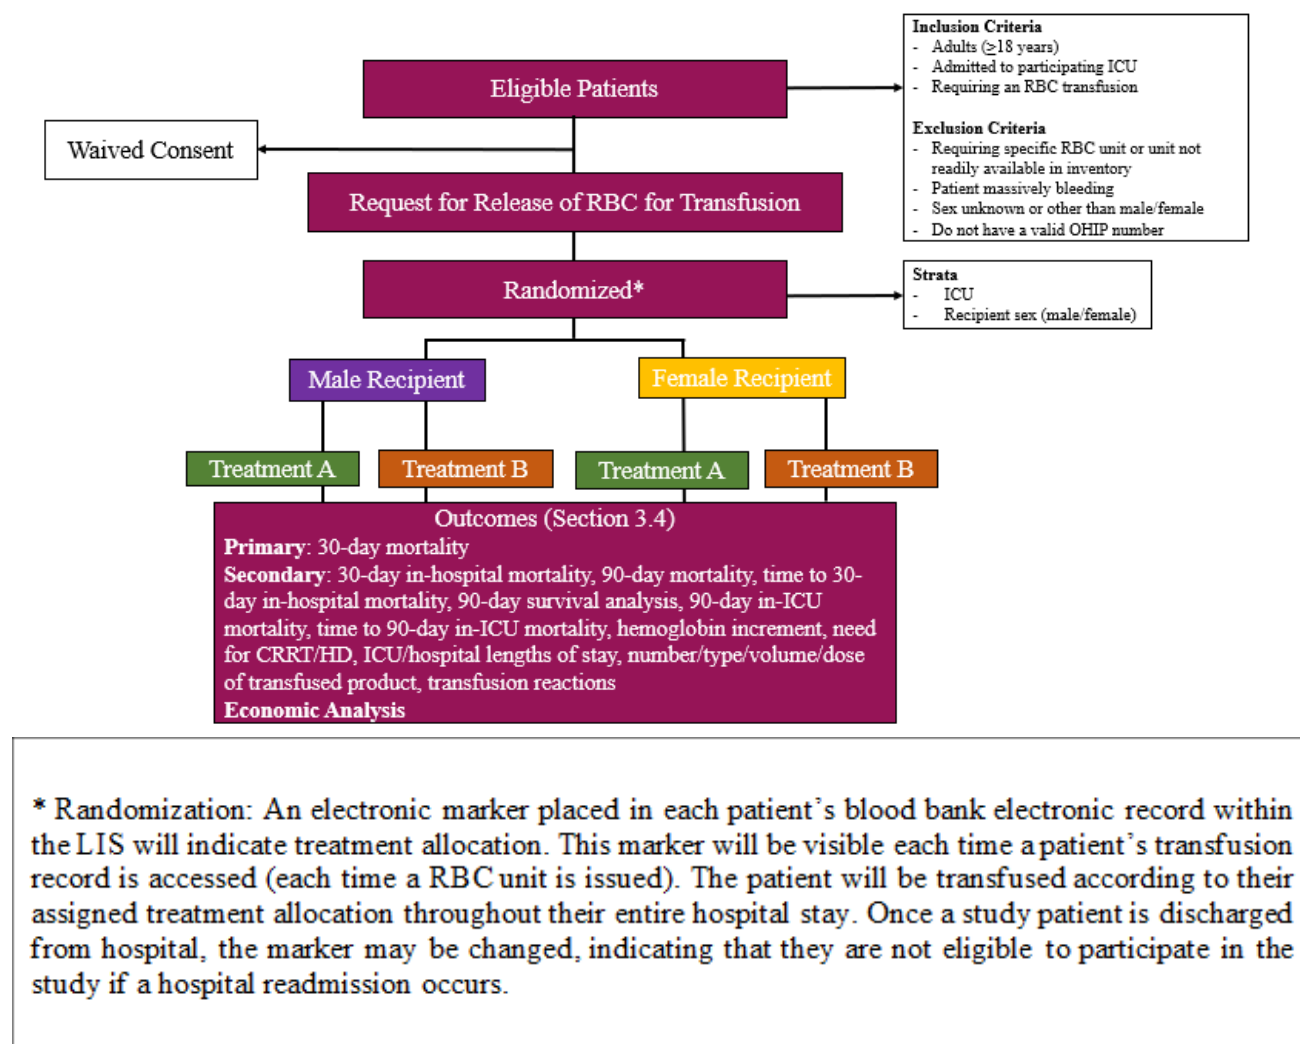 Eligible Patients
Inclusion Criteria
- Adults (≥18 years)
- Admitted to participating ICU
- Requiring an RBC transfusion
Exclusion Criteria
- Requiring specific RBC unit or unit not
readily available in inventory
- Patient massively bleeding
- Sex unknown or other than male/female
- Do not have a valid OHIP number
Waived Consent
Request for Release of RBC for Transfusion
Randomized*
Strata
- ICU
- Recipient sex (male/female)
Male Recipient
Female Recipient
Treatment A
Treatment B
Treatment A
Treatment B
Outcomes (Section 3.4)
Primary: 30-day mortality
Secondary: 30-day in-hospital mortality, 90-day mortality, time to 30-
day in-hospital mortality, 90-day survival analysis, 90-day in-ICU
mortality, time to 90-day in-ICU mortality, hemoglobin increment, need
for CRRT/HD, ICU/hospital lengths of stay, number/type/volume/dose
of transfused product, transfusion reactions
Economic Analysis
* Randomization: An electronic marker placed in each patient’s blood bank electronic record within
the LIS will indicate treatment allocation. This marker will be visible each time a patient’s transfusion
record is accessed (each time a RBC unit is issued). The patient will be transfused according to their
assigned treatment allocation throughout their entire hospital stay. Once a study patient is discharged
from hospital, the marker may be changed, indicating that they are not eligible to participate in the
study if a hospital readmission occurs.